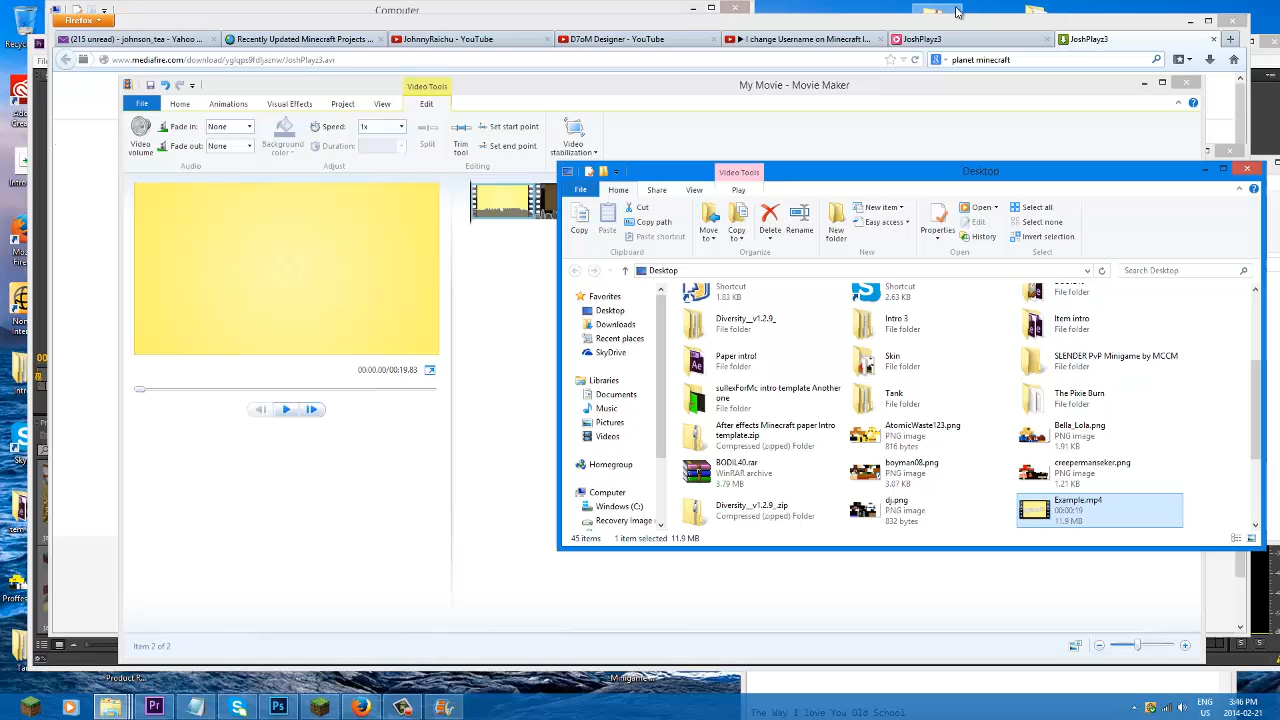 Computer
Firefox
(215 unread) - johnson_tea - Yahoo ...
Recently Updated Minecraft Projects ...
JohnnyRaichu - YouTube
D7oM Designer - YouTube
I chose Username on Minecraft l...
JoshPlayz3
JoshPlayz3
planet minecraft
My Movie - Movie Maker
Video Tools
File
Home
Animations
Visual Effects
Project
View
Edit
Video volume
Fade in: None
Fade out: None
Audio
Background color
Speed: 1x
Duration:
Adjust
Split
Trim tool
Set start point
Set end point
Editing
Video stabilization
00:00.00/00:19.83
Item 2 of 2
Video Tools
Desktop
File
Home
Share
View
Play
Copy
Paste
Cut
Copy path
Paste shortcut
Clipboard
Move to
Copy to
Delete
Rename
Organize
New folder
New item
Easy access
New
Properties
Open
Edit
History
Open
Select all
Select none
Invert selection
Select
Desktop
Search Desktop
Favorites
Desktop
Downloads
Recent places
SkyDrive
Libraries
Documents
Music
Pictures
Videos
Homegroup
Computer
Windows (C:)
Recovery Image
Shortcut
1.83 KB
Shortcut
2.63 KB
File folder
Diversity__v1.2.9_
File folder
Intro 3
File folder
Item intro
File folder
Paper intro!
File folder
Skin
File folder
SLENDER PvP Minigame by MCCM
File folder
sullexForMc intro template Another one
File folder
Tank
File folder
The Pixie Burn
File folder
After effects Minecraft paper Intro template.zip
Compressed (zipped) Folder
AtomicWaste123.png
PNG image
816 bytes
Bella_Lola.png
PNG image
1.91 KB
BODIL40.rar
WinRAR archive
3.79 MB
boyman08.png
PNG image
3.07 KB
creepermanseker.png
PNG image
1.21 KB
Diversity__v1.2.9_.zip
Compressed (zipped) Folder
dj.png
PNG image
832 bytes
Example.mp4
00:00:19
11.9 MB
45 items
1 item selected 11.9 MB
Product R...
The Way I love You Old School
ENG
US
3:46 PM
2014-02-21